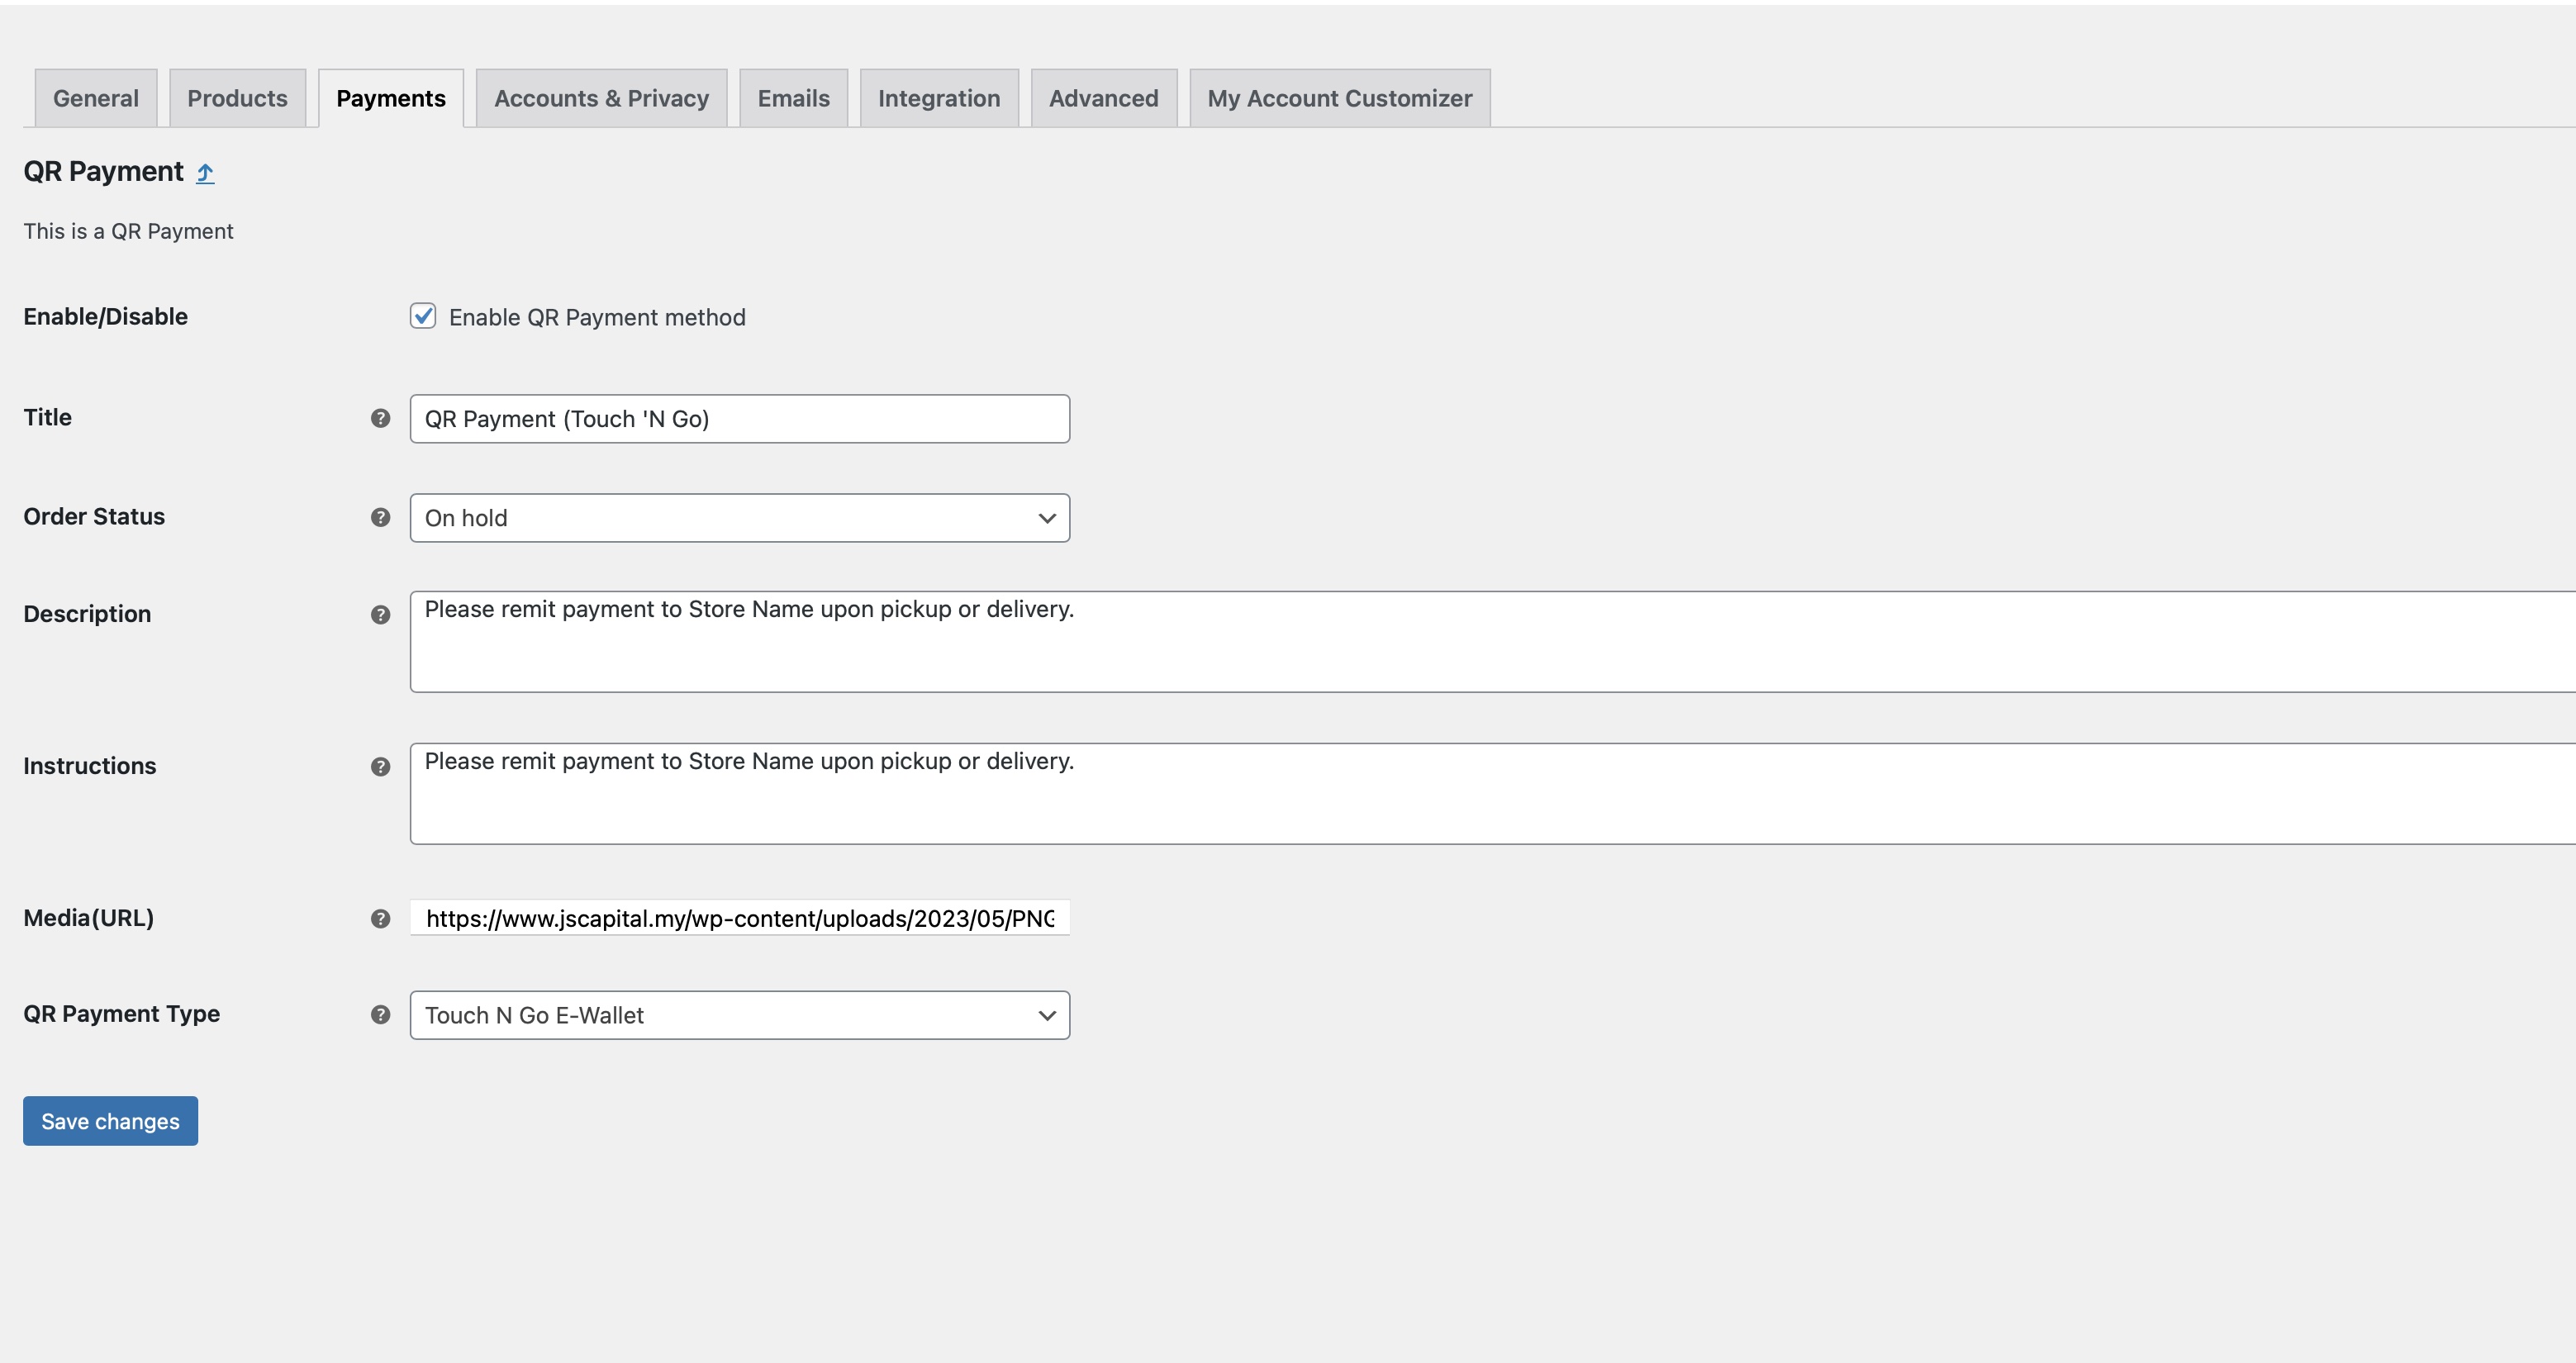 General
Products
Payments
Accounts & Privacy
Emails
Integration
Advanced
My Account Customizer
QR Payment
This is a QR Payment
Enable/Disable
Enable QR Payment method
Title
QR Payment (Touch 'N Go)
Order Status
On hold
Description
Please remit payment to Store Name upon pickup or delivery.
Instructions
Please remit payment to Store Name upon pickup or delivery.
Media(URL)
https://www.jscapital.my/wp-content/uploads/2023/05/PNG
QR Payment Type
Touch N Go E-Wallet
Save changes